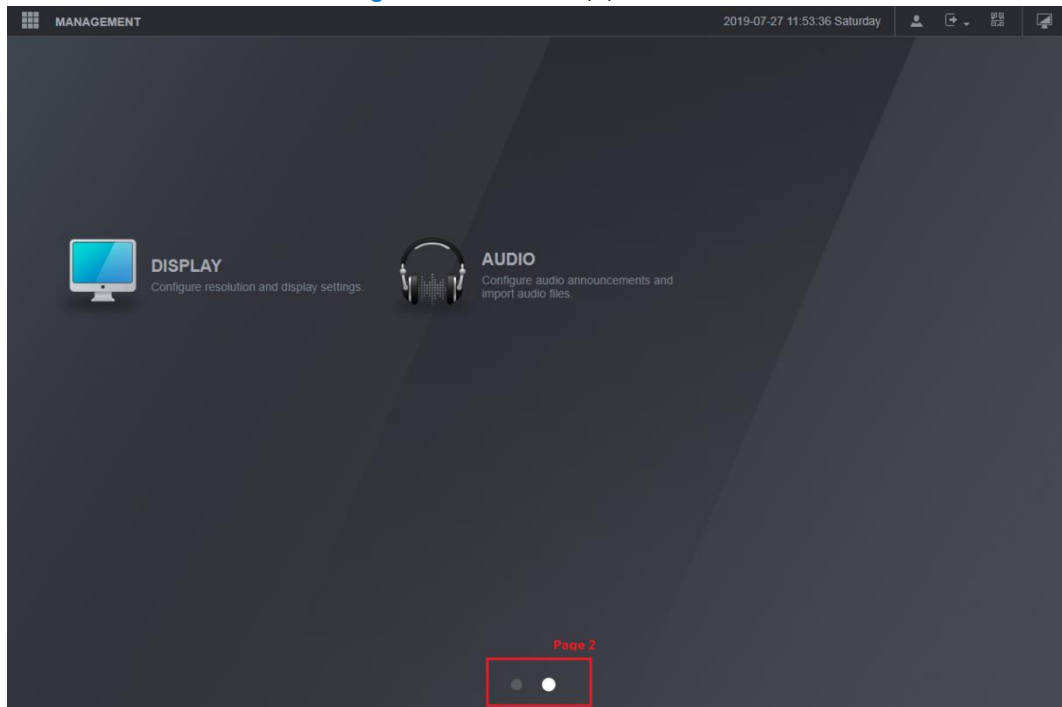 MANAGEMENT
2019-07-27 11:53:36 Saturday
DISPLAY
Configure resolution and display settings.
AUDIO
Configure audio announcements and
import audio files.
Page 2